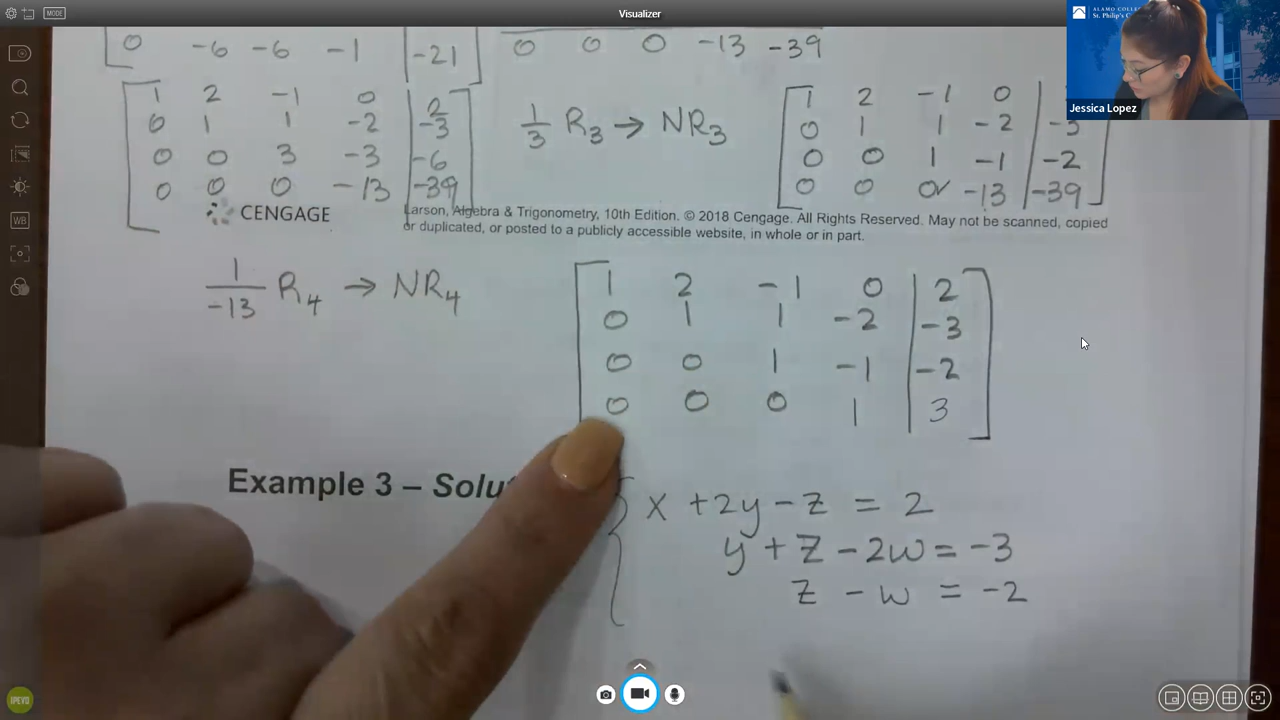 Visualizer
MODE
ALAMO COLL
St. Philip's C
Jessica Lopez
0 -6 -6 -1 | -21
0 0 0 -13 -39
1 2 -1 0 | 2
0 1 1 -2 | -3
0 0 3 -3 | -6
0 0 0 -13 | -39
1/3 R3 → NR3
1 2 -1 0 |
0 1 1 -2 | -3
0 0 1 -1 | -2
0 0 0 -13 | -39
CENGAGE
Larson, Algebra & Trigonometry, 10th Edition. © 2018 Cengage. All Rights Reserved. May not be scanned, copied
or duplicated, or posted to a publicly accessible website, in whole or in part.
1/-13 R4 → NR4
1 2 -1 0 | 2
0 1 1 -2 | -3
0 0 1 -1 | -2
0 0 0 1 | 3
Example 3 – Solu
x + 2y - z = 2
y + z - 2w = -3
z - w = -2
WB
IPEVO